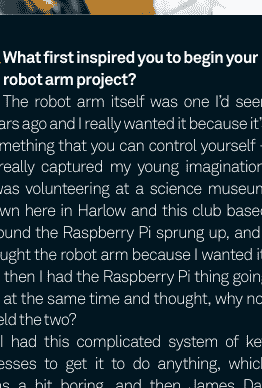 What first inspired you to begin your
robot arm project?
The robot arm itself was one I'd seen
ars ago and I really wanted it because it'
mething that you can control yourself -
really captured my young imagination
was volunteering at a science museum
wn here in Harlow and this club base
ound the Raspberry Pi sprung up, and
ught the robot arm because I wanted it
then I had the Raspberry Pi thing going
at the same time and thought, why no
eld the two?
I had this complicated system of ke
esses to get it to do anything, which
as a bit boring, and then James Da